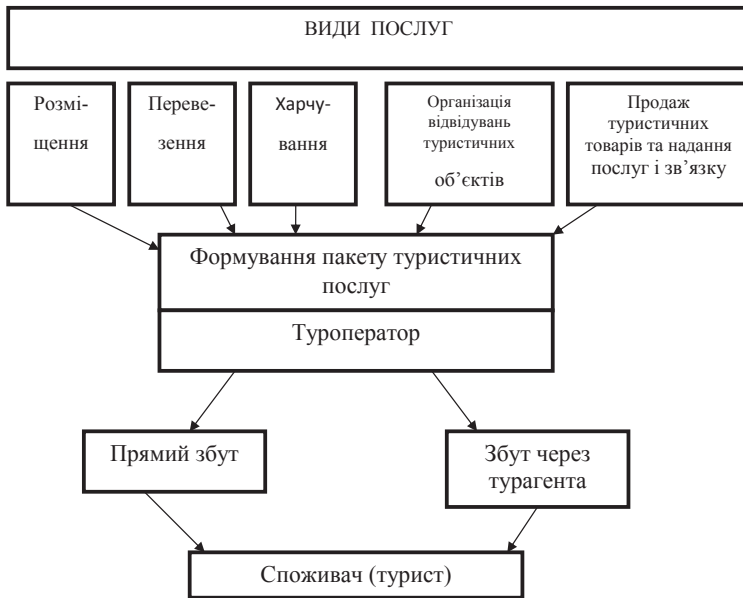 ВИДИ ПОСЛУГ
Розмі-
щення
Переве-
зення
Харчу-
вання
Організація
відвідувань
туристичних
об’єктів
Продаж
туристичних
товарів та надання
послуг і зв’язку
Формування пакету туристичних
послуг
Туроператор
Прямий збут
Збут через
турагента
Споживач (турист)